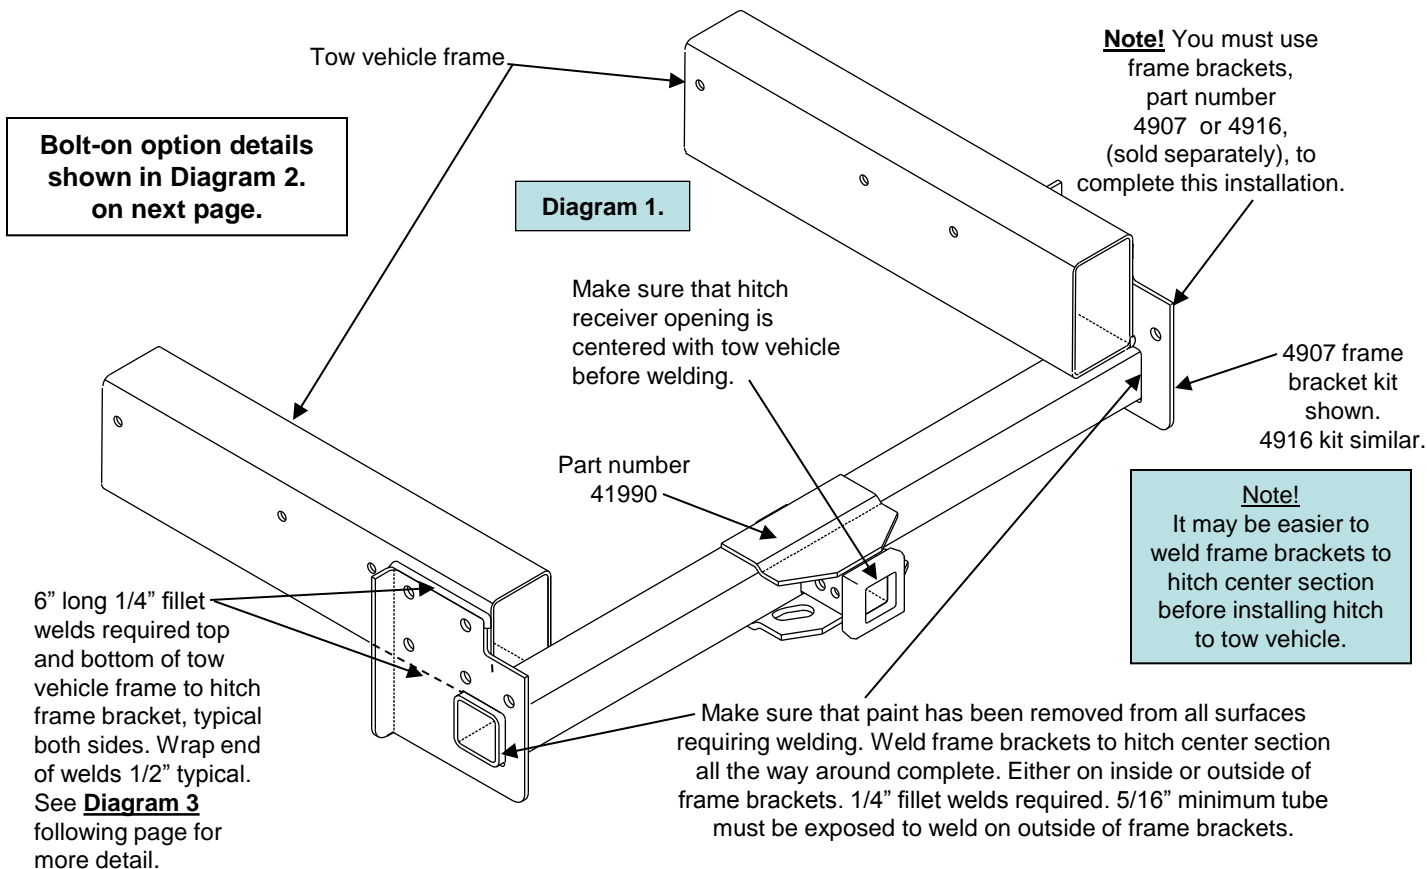 Tow vehicle frame
Note! You must use
frame brackets,
part number
4907 or 4916,
(sold separately), to
complete this installation.
Bolt-on option details
shown in Diagram 2.
on next page.
Diagram 1.
Make sure that hitch
receiver opening is
centered with tow vehicle
before welding.
4907 frame
bracket kit
shown.
4916 kit similar.
Part number
41990
Note!
It may be easier to
weld frame brackets to
hitch center section
before installing hitch
to tow vehicle.
6” long 1/4” fillet
welds required top
and bottom of tow
vehicle frame to hitch
frame bracket, typical
both sides. Wrap end
of welds 1/2” typical.
See Diagram 3
following page for
more detail.
Make sure that paint has been removed from all surfaces
requiring welding. Weld frame brackets to hitch center section
all the way around complete. Either on inside or outside of
frame brackets. 1/4” fillet welds required. 5/16” minimum tube
must be exposed to weld on outside of frame brackets.